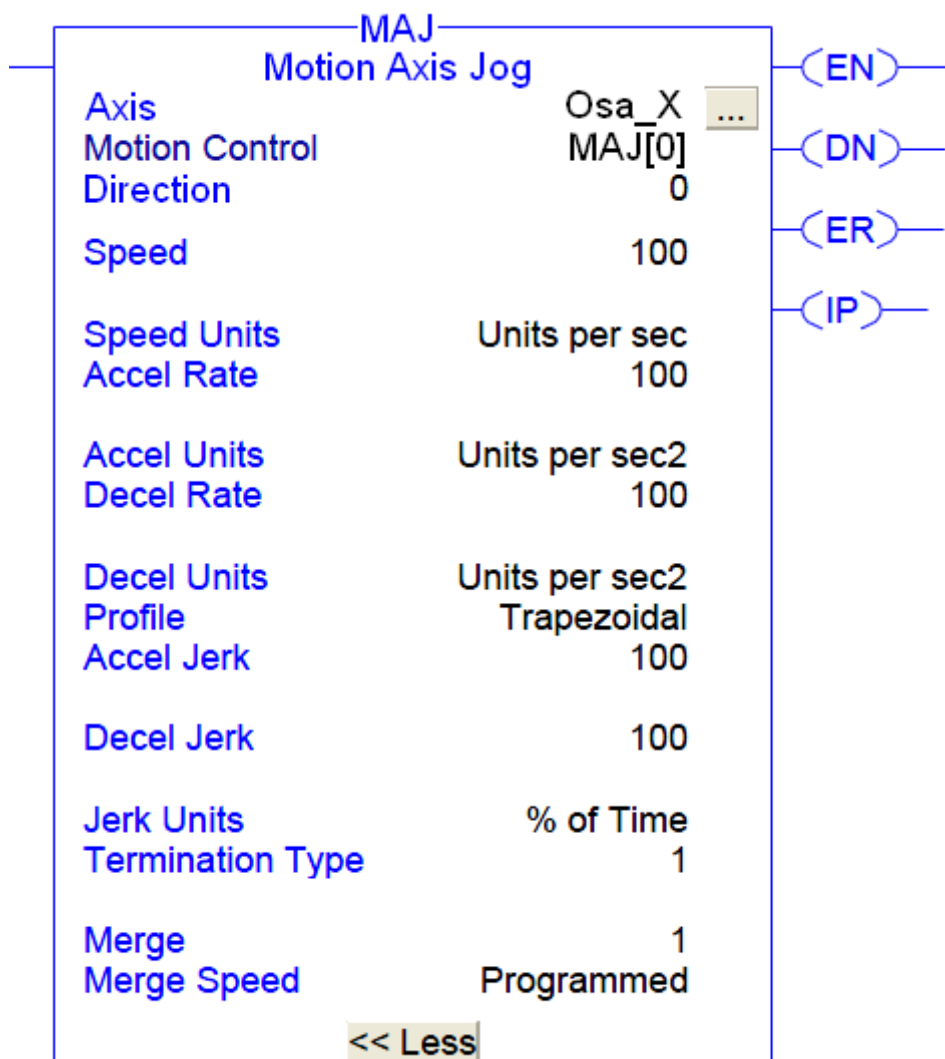 MAJ
Motion Axis Jog
Axis Osa_X ...
Motion Control MAJ[0]
Direction 0
Speed 100
Speed Units Units per sec
Accel Rate 100
Accel Units Units per sec2
Decel Rate 100
Decel Units Units per sec2
Profile Trapezoidal
Accel Jerk 100
Decel Jerk 100
Jerk Units % of Time
Termination Type 1
Merge 1
Merge Speed Programmed
<< Less
EN
DN
ER
IP